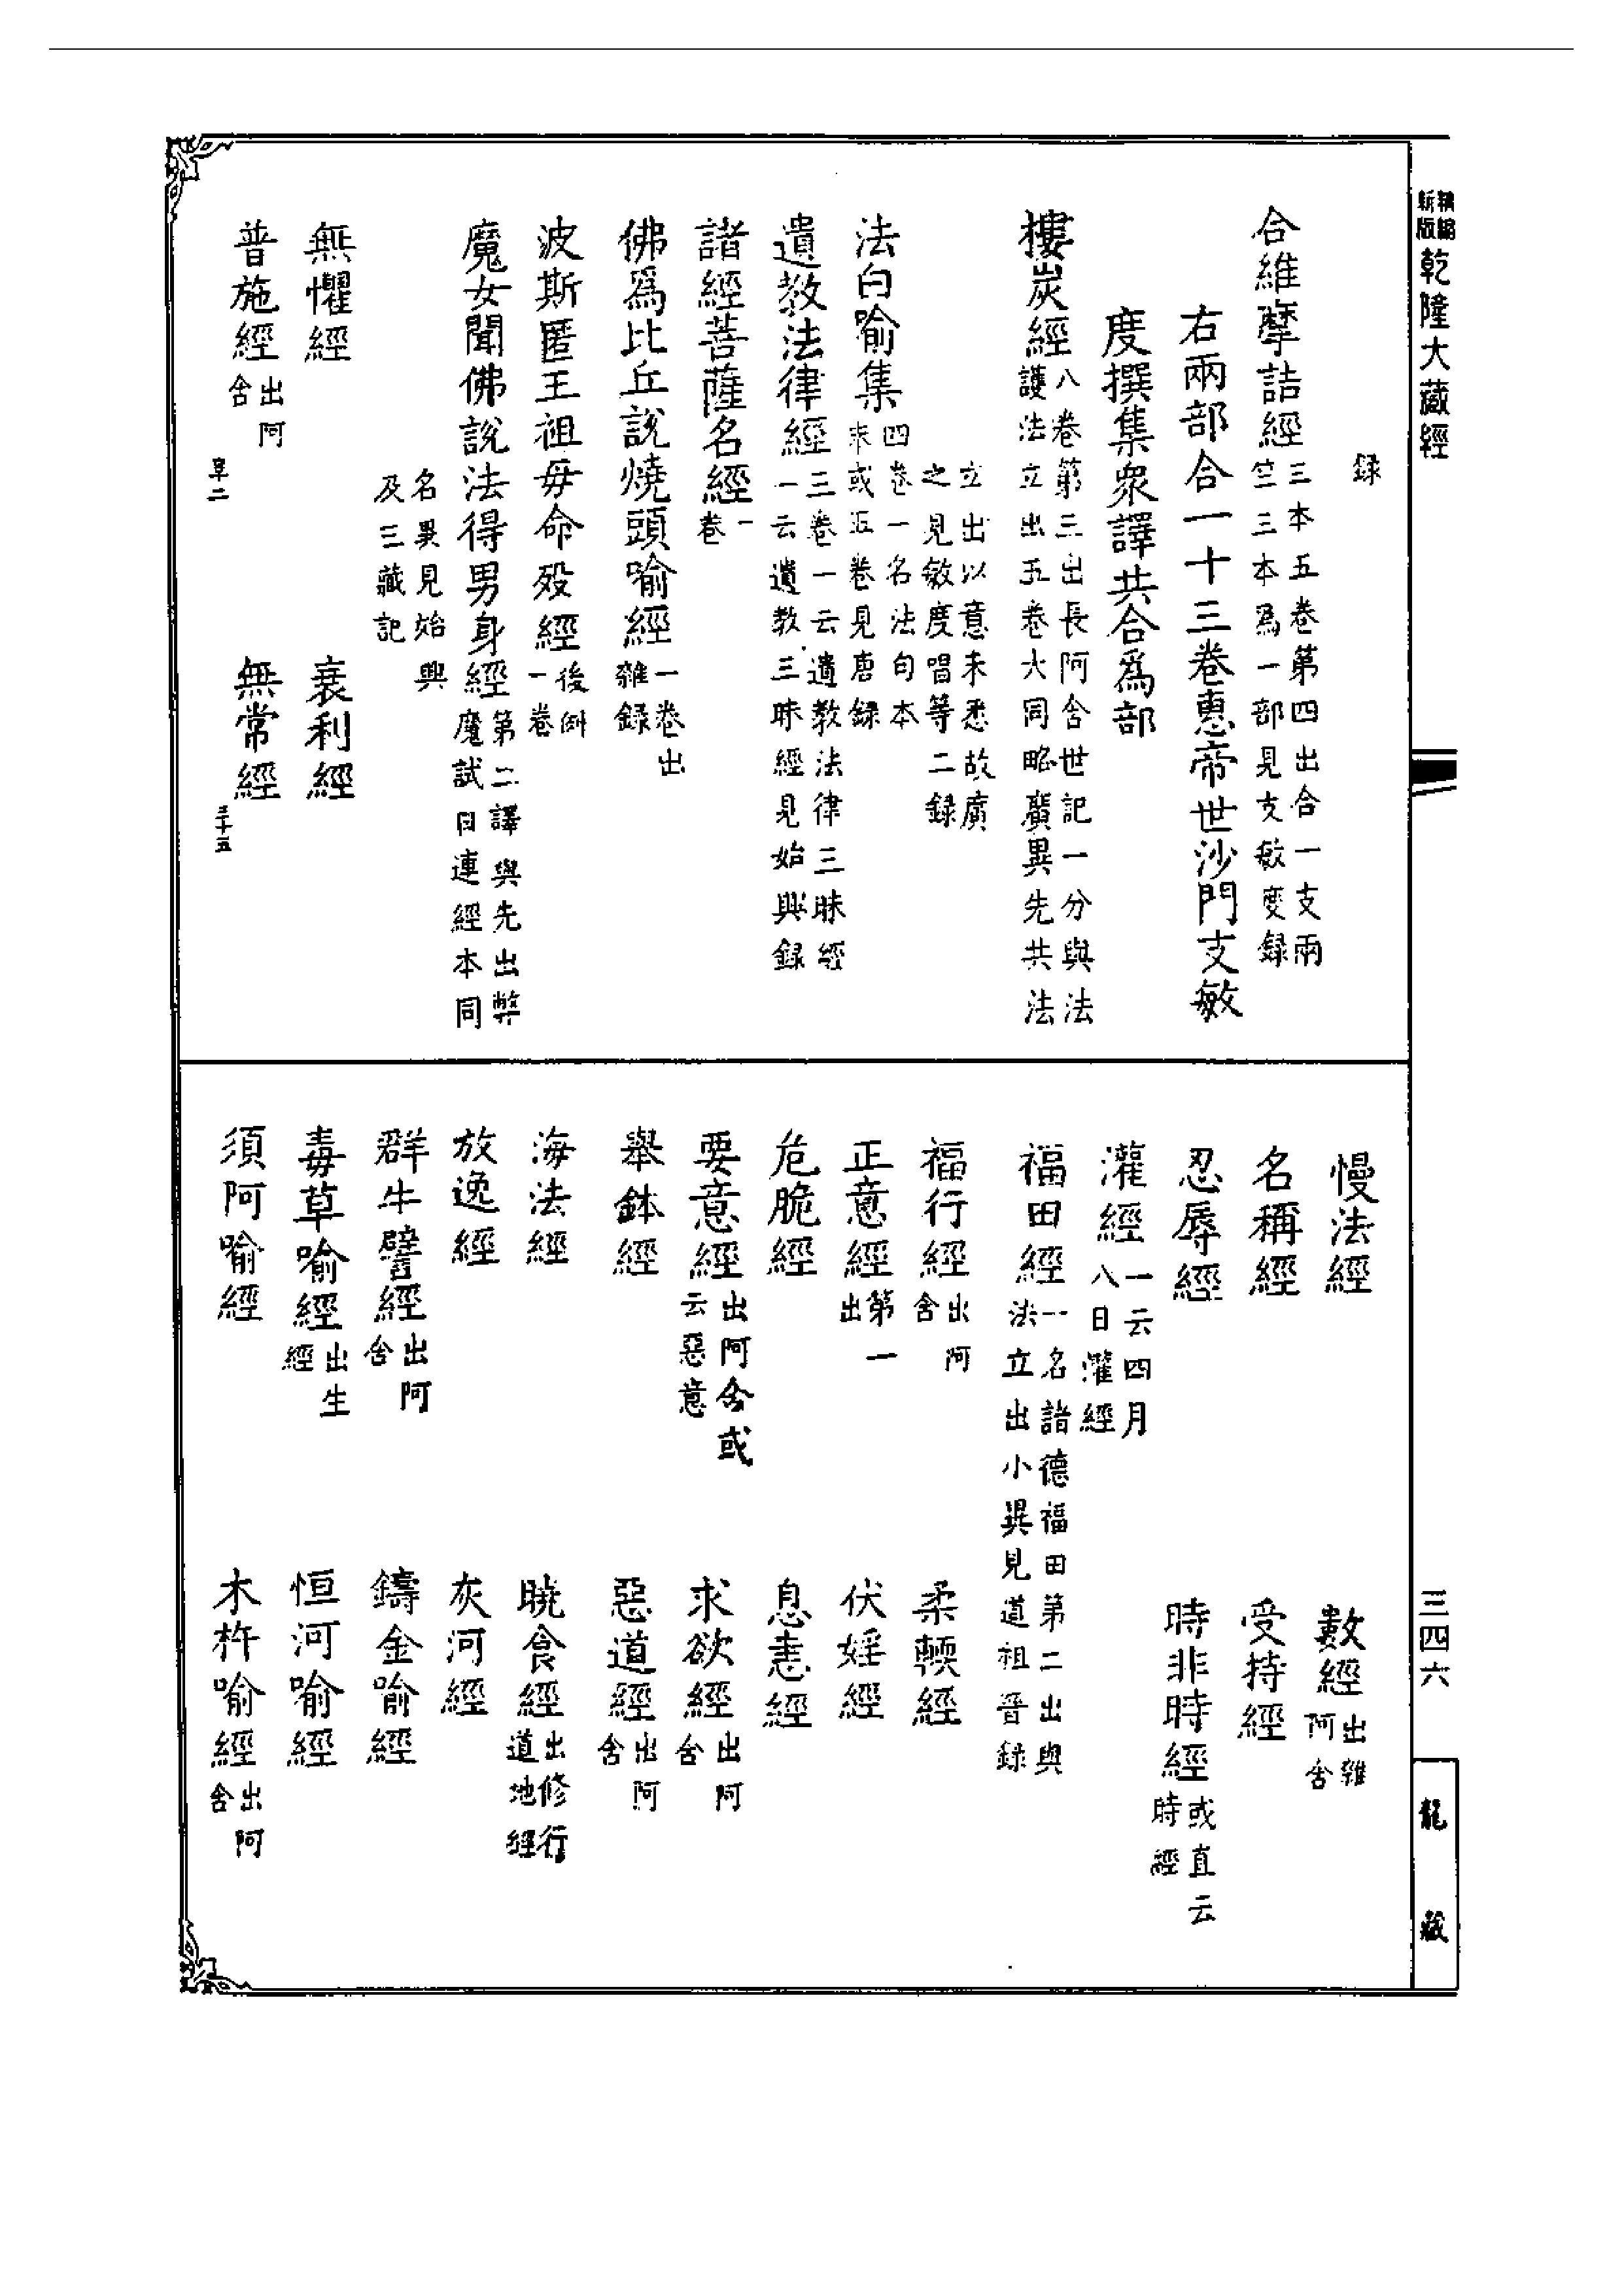 精縮
新版
乾隆大藏經
錄
合維摩詰經三本五卷第四出合一支兩
竺三本爲一部見支敏度錄
右兩部合一十三卷惠帝世沙門支敏
度撰集衆譯共合爲部
樓炭經八卷第三出長阿含世記一分與法
護法立出五卷大同略廣異先共法
立出以意未悉故廣
之見敏度唱等二錄
法句喻集四卷一名法句本
末或五卷見唐錄
遺教法律經三卷一云遺教法律三昧經
一云遺教三昧經見始興錄
諸經菩薩名經一
卷
佛爲比丘說燒頭喻經一卷出
雜錄
波斯匿王祖母命歿經後例
一卷
魔女聞佛說法得男身經第二譯與先出弊
魔試目連經本同
名異見始興
及三藏記
無懼經　衰利經
普施經出阿
含　無常經
宰二　三十五
慢法經　數經出雜
阿含
名稱經　受持經
忍辱經　時非時經或直云
時經
灌經一云四月
八日灌經
福田經一名諸德福田第二出與
法立出小異見道祖晉錄
福行經出阿
含　柔輭經
正意經第一
出　伏婬經
危脆經　息恚經
要意經出阿含或
云惡意　求欲經出阿
含
舉鉢經　惡道經出阿
含
海法經　曉食經出修行
道地經
放逸經　灰河經
群牛譬經出阿
含　鑄金喻經
毒草喻經出生
經　恒河喻經
須阿喻經　木杵喻經出阿
含
三四六
龍藏